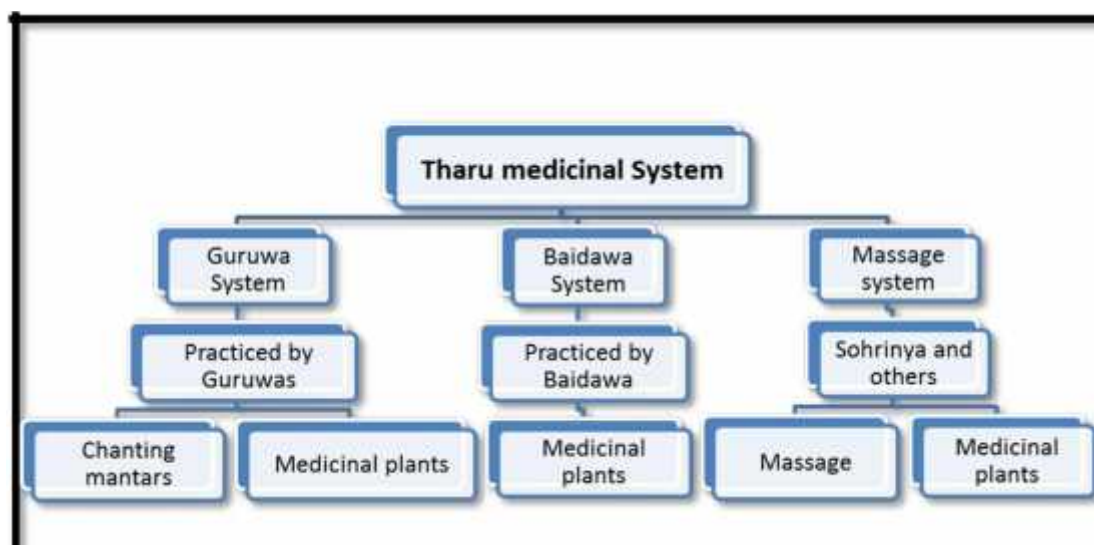 Tharu medicinal System
Guruwa
System
Baidawa
System
Massage
system
Practiced by
Guruwas
Practiced by
Baidawa
Sohrinya and
others
Chanting
mantars
Medicinal plants
Medicinal
plants
Massage
Medicinal
plants